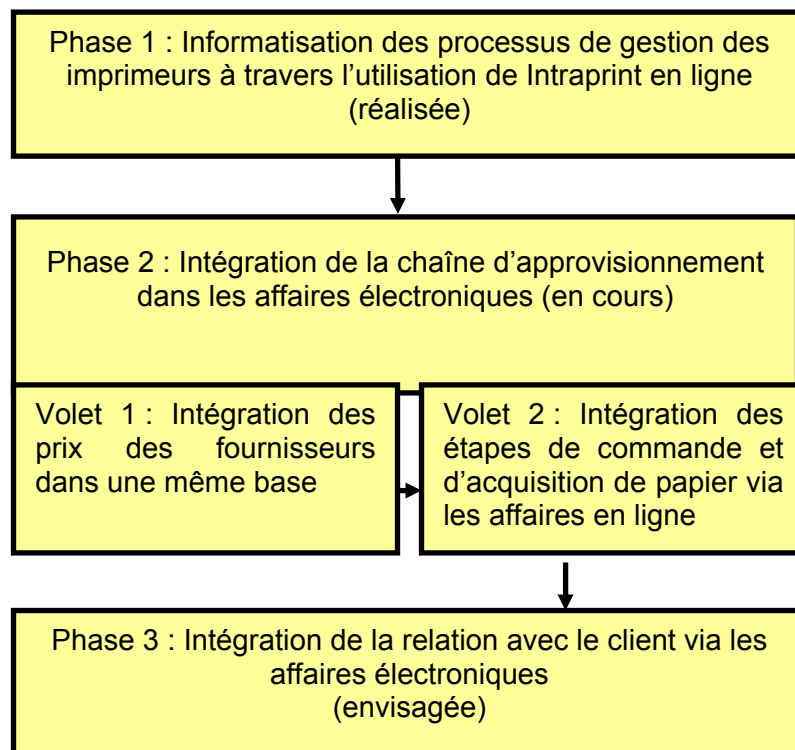 Phase 1 : Informatisation des processus de gestion des
imprimeurs à travers l’utilisation de Intraprint en ligne
(réalisée)
Phase 2 : Intégration de la chaîne d’approvisionnement
dans les affaires électroniques (en cours)
Volet 1 : Intégration des
prix des fournisseurs
dans une même base
Volet 2 : Intégration des
étapes de commande et
d’acquisition de papier via
les affaires en ligne
Phase 3 : Intégration de la relation avec le client via les
affaires électroniques
(envisagée)